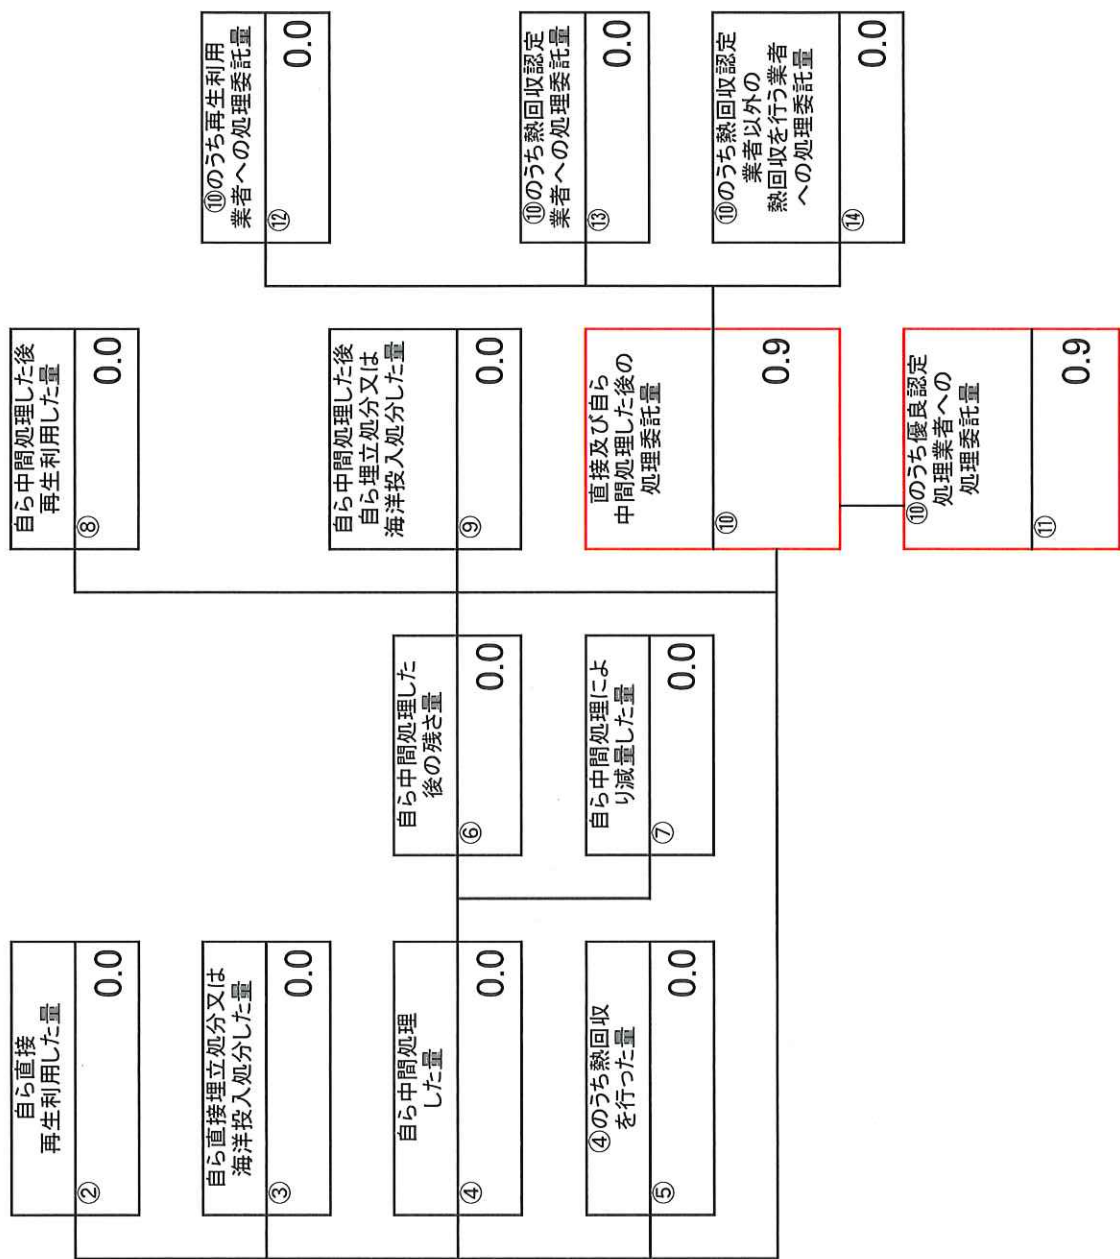 自ら直接
再生利用した量
②
0.0
自ら直接埋立処分又は
海洋投入処分した量
③
0.0
自ら中間処理
した量
④
0.0
④のうち熱回収
を行った量
⑤
0.0
自ら中間処理した
後の残さ量
⑥
0.0
自ら中間処理によ
り減量した量
⑦
0.0
自ら中間処理した後
再生利用した量
⑧
0.0
自ら中間処理した後
自ら埋立処分又は
海洋投入処分した量
⑨
0.0
直接及び自ら
中間処理した後の
処理委託量
⑩
0.9
⑩のうち優良認定
処理業者への
処理委託量
⑪
0.9
⑩のうち再生利用
業者への処理委託量
⑫
0.0
⑩のうち熱回収認定
業者への処理委託量
⑬
0.0
⑩のうち熱回収認定
業者以外の
熱回収を行う業者
への処理委託量
⑭
0.0